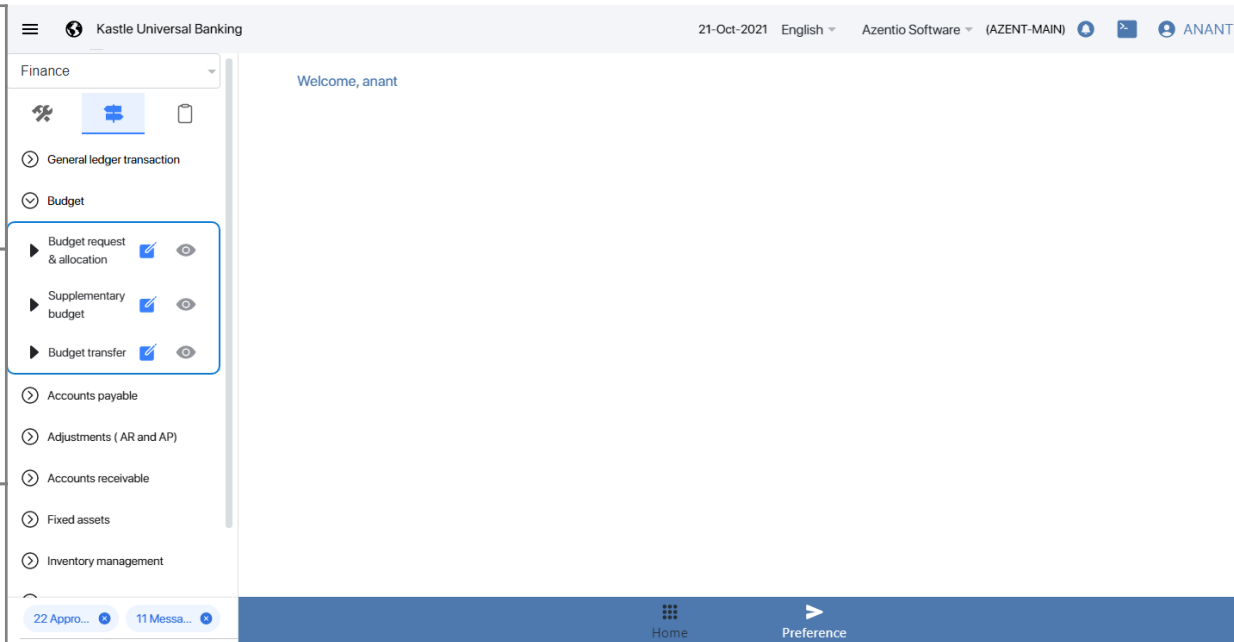 Kastle Universal Banking
21-Oct-2021 English Azentio Software (AZENT-MAIN) ANANT
Finance
Welcome, anant
General ledger transaction
Budget
Budget request
& allocation
Supplementary
budget
Budget transfer
Accounts payable
Adjustments ( AR and AP)
Accounts receivable
Fixed assets
Inventory management
22 Appro... 11 Messa...
Home Preference